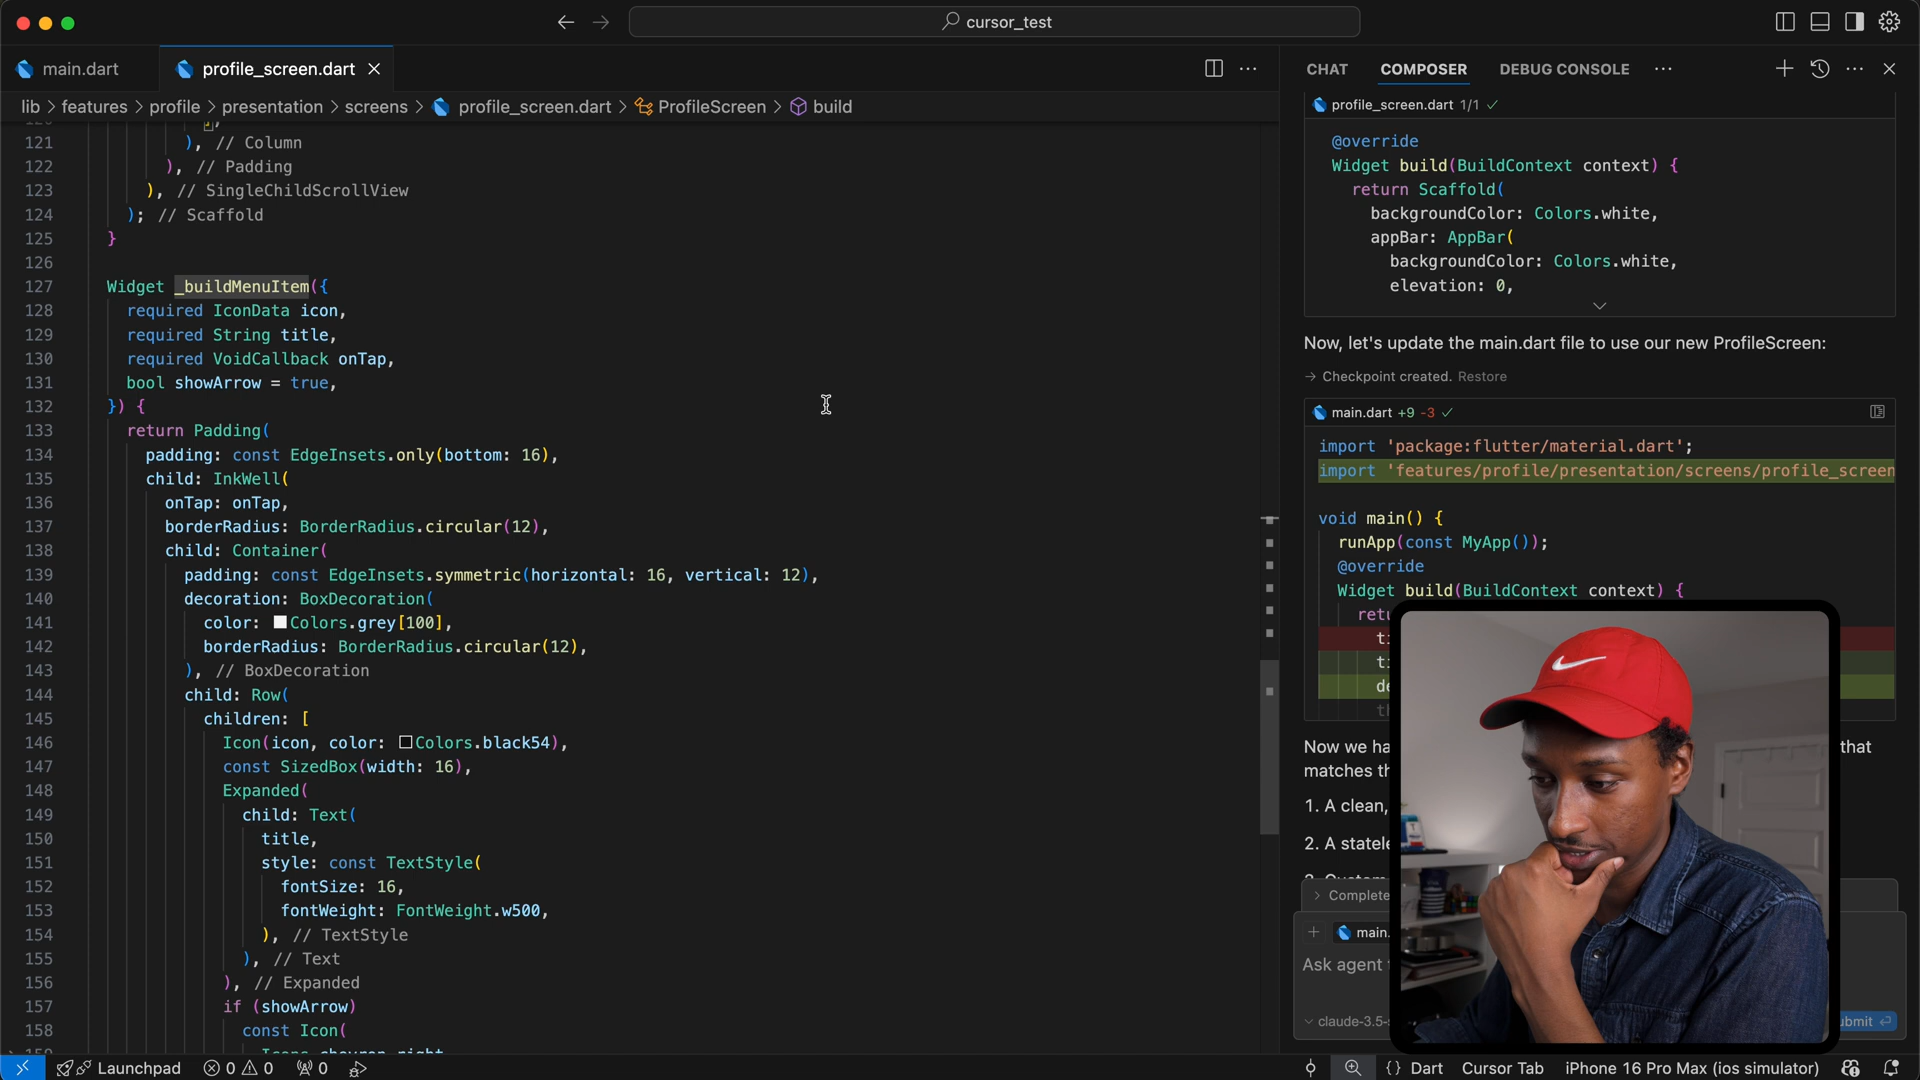 cursor_test
main.dart
profile_screen.dart
CHAT
COMPOSER
DEBUG CONSOLE
lib > features > profile > presentation > screens > profile_screen.dart > ProfileScreen > build
121 ), // Column
122 ), // Padding
123 ), // SingleChildScrollView
124 ); // Scaffold
125 }
126
127 Widget _buildMenuItem({
128 required IconData icon,
129 required String title,
130 required VoidCallback onTap,
131 bool showArrow = true,
132 }) {
133 return Padding(
134 padding: const EdgeInsets.only(bottom: 16),
135 child: InkWell(
136 onTap: onTap,
137 borderRadius: BorderRadius.circular(12),
138 child: Container(
139 padding: const EdgeInsets.symmetric(horizontal: 16, vertical: 12),
140 decoration: BoxDecoration(
141 color: Colors.grey[100],
142 borderRadius: BorderRadius.circular(12),
143 ), // BoxDecoration
144 child: Row(
145 children: [
146 Icon(icon, color: Colors.black54),
147 const SizedBox(width: 16),
148 Expanded(
149 child: Text(
150 title,
151 style: const TextStyle(
152 fontSize: 16,
153 fontWeight: FontWeight.w500,
154 ), // TextStyle
155 ), // Text
156 ), // Expanded
157 if (showArrow)
158 const Icon(
profile_screen.dart 1/1
@override
Widget build(BuildContext context) {
return Scaffold(
backgroundColor: Colors.white,
appBar: AppBar(
backgroundColor: Colors.white,
elevation: 0,
Now, let's update the main.dart file to use our new ProfileScreen:
→ Checkpoint created. Restore
main.dart +9 -3
import 'package:flutter/material.dart';
import 'features/profile/presentation/screens/profile_screen
void main() {
runApp(const MyApp());
@override
Widget build(BuildContext context) {
Now we ha
that
matches th
1. A clean,
2. A statele
> Complete
+ main.
Ask agent
claude-3.5-s
ubmit
Launchpad
0 0
0
{ } Dart
Cursor Tab
iPhone 16 Pro Max (ios simulator)